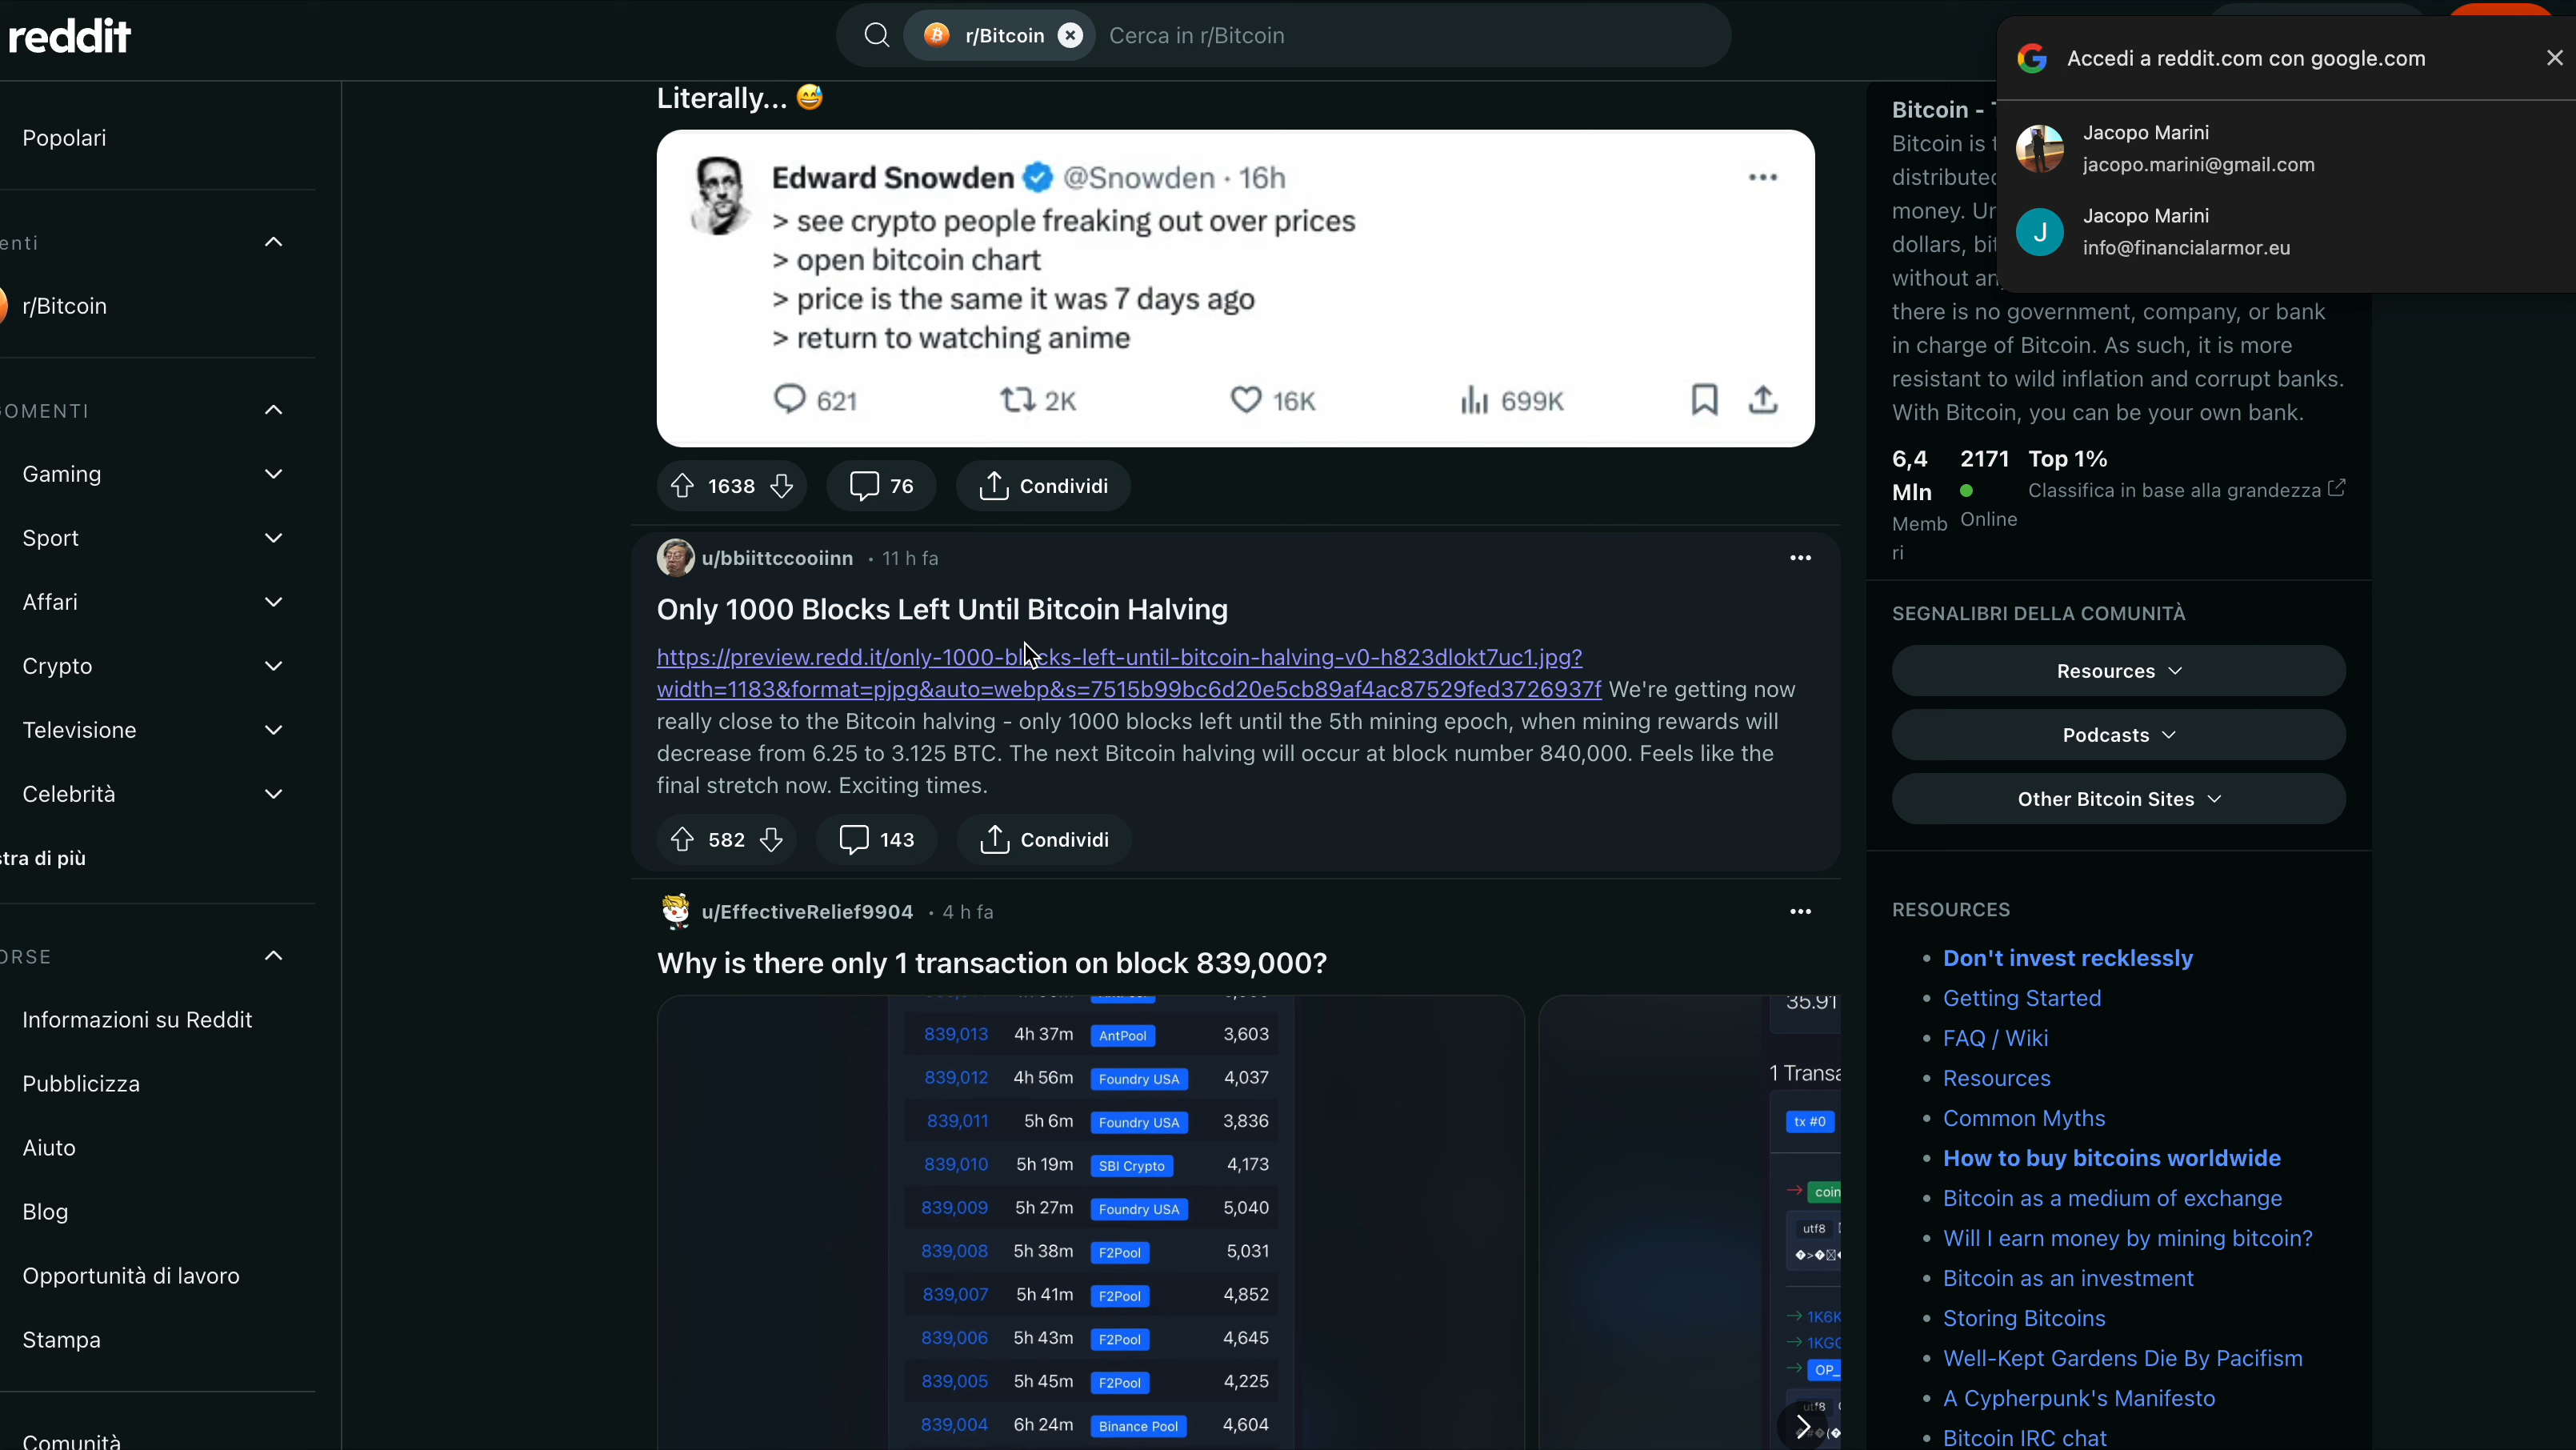 reddit
r/Bitcoin
Cerca in r/Bitcoin
Accedi a reddit.com con google.com
Jacopo Marini
jacopo.marini@gmail.com
Jacopo Marini
info@financialarmor.eu
Popolari
enti
r/Bitcoin
GOMENTI
Gaming
Sport
Affari
Crypto
Televisione
Celebrità
stra di più
ORSE
Informazioni su Reddit
Pubblicizza
Aiuto
Blog
Opportunità di lavoro
Stampa
Comunità
Literally... 😅
Edward Snowden @Snowden · 16h
> see crypto people freaking out over prices
> open bitcoin chart
> price is the same it was 7 days ago
> return to watching anime
621 2K 16K 699K
1638 76 Condividi
u/bbiittccooiinn • 11 h fa
Only 1000 Blocks Left Until Bitcoin Halving
https://preview.redd.it/only-1000-blocks-left-until-bitcoin-halving-v0-h823dlokt7uc1.jpg?
width=1183&format=pjpg&auto=webp&s=7515b99bc6d20e5cb89af4ac87529fed3726937f We're getting now
really close to the Bitcoin halving - only 1000 blocks left until the 5th mining epoch, when mining rewards will
decrease from 6.25 to 3.125 BTC. The next Bitcoin halving will occur at block number 840,000. Feels like the
final stretch now. Exciting times.
582 143 Condividi
u/EffectiveRelief9904 • 4 h fa
Why is there only 1 transaction on block 839,000?
839,013 4h 37m AntPool 3,603
839,012 4h 56m Foundry USA 4,037
839,011 5h 6m Foundry USA 3,836
839,010 5h 19m SBI Crypto 4,173
839,009 5h 27m Foundry USA 5,040
839,008 5h 38m F2Pool 5,031
839,007 5h 41m F2Pool 4,852
839,006 5h 43m F2Pool 4,645
839,005 5h 45m F2Pool 4,225
839,004 6h 24m Binance Pool 4,604
35.91
1 Transa
tx #0
coin
utf8
1K6K
1KGG
OP_
utf8
Bitcoin -
Bitcoin is
distributed
money. Un
dollars, bit
without an
there is no government, company, or bank
in charge of Bitcoin. As such, it is more
resistant to wild inflation and corrupt banks.
With Bitcoin, you can be your own bank.
6,4 2171 Top 1%
Mln Classifica in base alla grandezza
Memb Online
ri
SEGNALIBRI DELLA COMUNITÀ
Resources
Podcasts
Other Bitcoin Sites
RESOURCES
• Don't invest recklessly
• Getting Started
• FAQ / Wiki
• Resources
• Common Myths
• How to buy bitcoins worldwide
• Bitcoin as a medium of exchange
• Will I earn money by mining bitcoin?
• Bitcoin as an investment
• Storing Bitcoins
• Well-Kept Gardens Die By Pacifism
• A Cypherpunk's Manifesto
• Bitcoin IRC chat